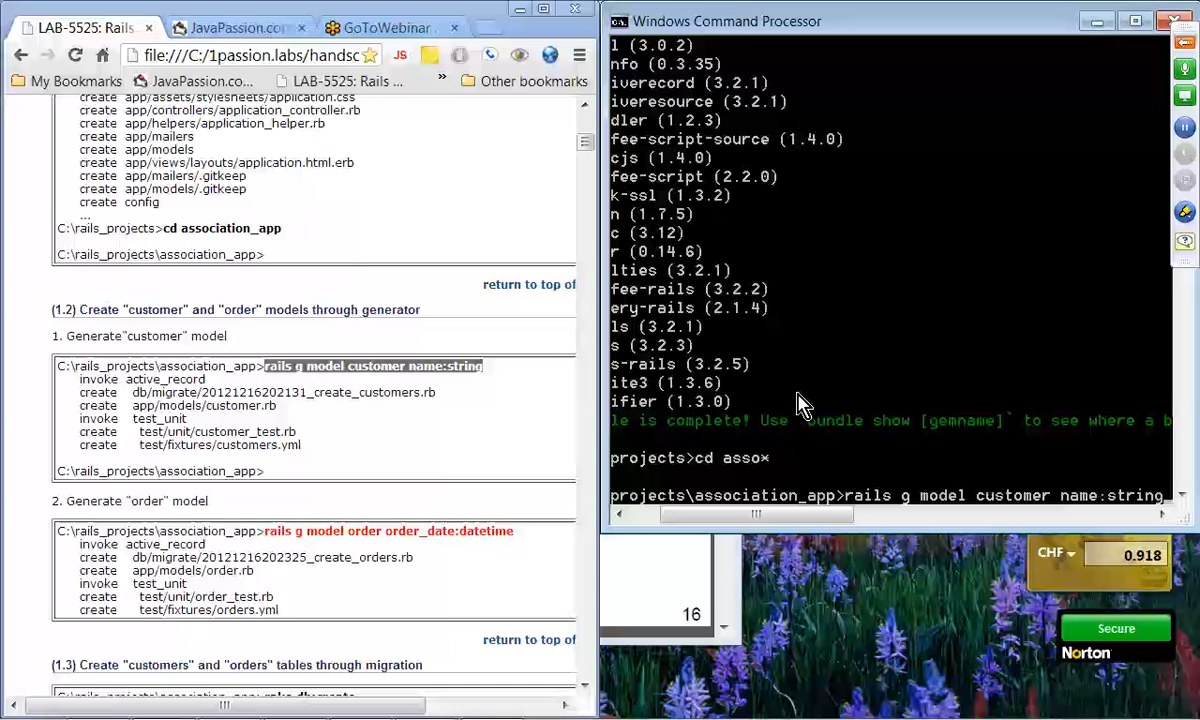 LAB-5525: Rails
JavaPassion.com
GoToWebinar
file:///C:/1passion.labs/handsc
JS
My Bookmarks
JavaPassion.co...
LAB-5525: Rails ...
»
Other bookmarks
create app/assets/stylesheets/application.css
create app/controllers/application_controller.rb
create app/helpers/application_helper.rb
create app/mailers
create app/models
create app/views/layouts/application.html.erb
create app/mailers/.gitkeep
create app/models/.gitkeep
create config
...
C:\rails_projects>cd association_app
C:\rails_projects\association_app>
return to top of
(1.2) Create "customer" and "order" models through generator
1. Generate"customer" model
C:\rails_projects\association_app>rails g model customer name:string
invoke active_record
create db/migrate/20121216202131_create_customers.rb
create app/models/customer.rb
invoke test_unit
create test/unit/customer_test.rb
create test/fixtures/customers.yml
C:\rails_projects\association_app>
2. Generate "order" model
C:\rails_projects\association_app>rails g model order order_date:datetime
invoke active_record
create db/migrate/20121216202325_create_orders.rb
create app/models/order.rb
invoke test_unit
create test/unit/order_test.rb
create test/fixtures/orders.yml
return to top of
(1.3) Create "customers" and "orders" tables through migration
Windows Command Processor
l (3.0.2)
nfo (0.3.35)
iverecord (3.2.1)
iveresource (3.2.1)
dler (1.2.3)
fee-script-source (1.4.0)
cjs (1.4.0)
fee-script (2.2.0)
k-ssl (1.3.2)
n (1.7.5)
c (3.12)
r (0.14.6)
lties (3.2.1)
fee-rails (3.2.2)
ery-rails (2.1.4)
ls (3.2.1)
s (3.2.3)
s-rails (3.2.5)
ite3 (1.3.6)
ifier (1.3.0)
le is complete! Use `bundle show [gemname]` to see where a b
projects>cd asso*
projects\association_app>rails g model customer name:string
16
CHF
0.918
Secure
Norton